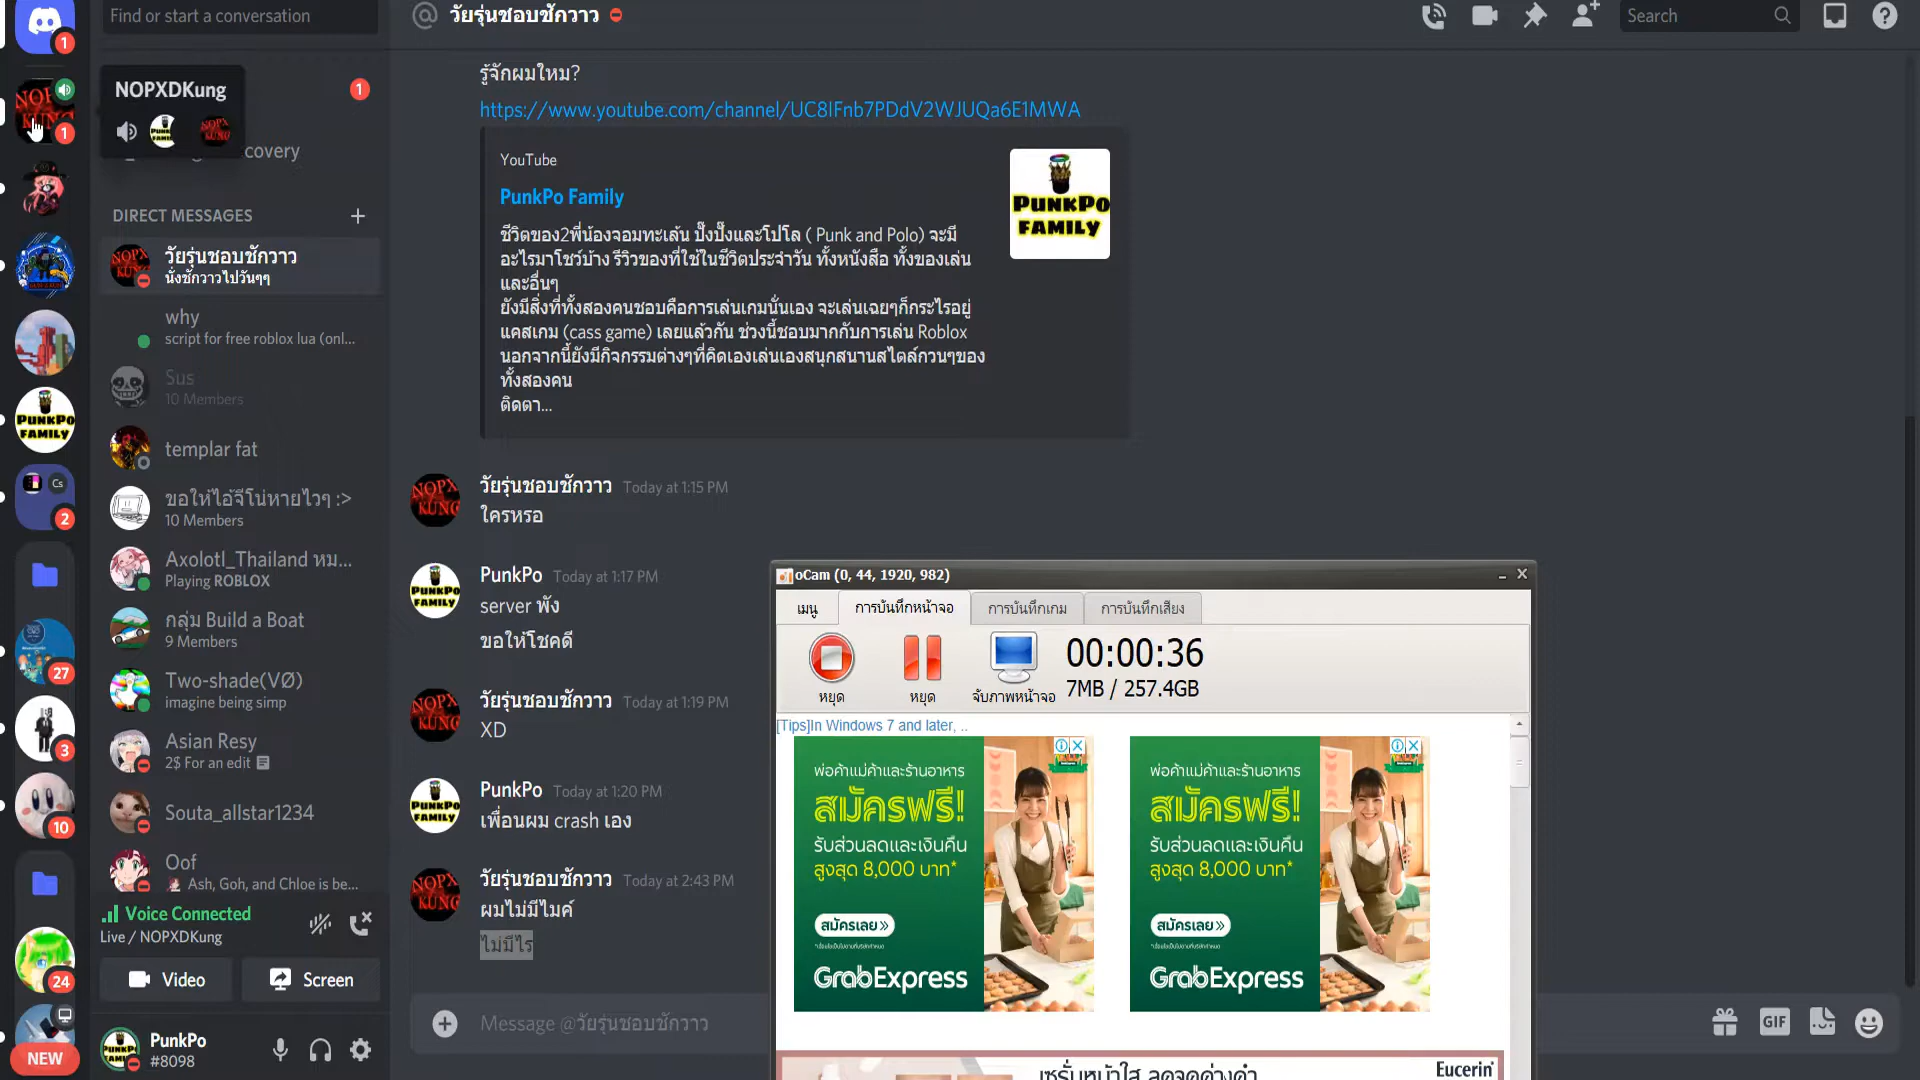 Find or start a conversation
1
NOPXDKung
1
1
covery
DIRECT MESSAGES
วัยรุ่นชอบชักวาว
นั่งชักวาวไปวันๆๆ
why
script for free roblox lua (onl...
Sus
10 Members
templar fat
ขอให้ไอ้จีโน่หายไวๆ :>
10 Members
Axolotl_Thailand หม...
Playing ROBLOX
กลุ่ม Build a Boat
9 Members
Two-shade(VØ)
imagine being simp
Asian Resy
2$ For an edit
Souta_allstar1234
Oof
Ash, Goh, and Chloe is be...
Voice Connected
Live / NOPXDKung
Video
Screen
PunkPo
#8098
PUNKPO
FAMILY
Cs
2
27
3
10
24
NEW
วัยรุ่นชอบชักวาว
Search
รู้จักผมใหม?
https://www.youtube.com/channel/UC8IFnb7PDdV2WJUQa6E1MWA
YouTube
PunkPo Family
ชีวิตของ2พี่น้องจอมทะเล้น ปั๊งปั๊งและโปโล ( Punk and Polo) จะมี
อะไรมาโชว์บ้าง รีวิวของที่ใช้ในชีวิตประจำวัน ทั้งหนังสือ ทั้งของเล่น
และอื่นๆ
ยังมีสิ่งที่ทั้งสองคนชอบคือการเล่นเกมนั่นเอง จะเล่นเฉยๆก็กระไรอยู่
แคสเกม (cass game) เลยแล้วกัน ช่วงนี้ชอบมากกับการเล่น Roblox
นอกจากนี้ยังมีกิจกรรมต่างๆที่คิดเองเล่นเองสนุกสนานสไตล์กวนๆของ
ทั้งสองคน
ติดตา...
PUNKPO
FAMILY
วัยรุ่นชอบชักวาว Today at 1:15 PM
ใครหรอ
PunkPo Today at 1:17 PM
server พัง
ขอให้โชคดี
วัยรุ่นชอบชักวาว Today at 1:19 PM
XD
PunkPo Today at 1:20 PM
เพื่อนผม crash เอง
วัยรุ่นชอบชักวาว Today at 2:43 PM
ผมไม่มีไมค์
ไม่มีไร
Message @วัยรุ่นชอบชักวาว
GIF
oCam (0, 44, 1920, 982)
เมนู
การบันทึกหน้าจอ
การบันทึกเกม
การบันทึกเสียง
หยุด
หยุด
จับภาพหน้าจอ
00:00:36
7MB / 257.4GB
[Tips]In Windows 7 and later, ..
พ่อค้าแม่ค้าและร้านอาหาร
สมัครฟรี!
รับส่วนลดและเงินคืน
สูงสุด 8,000 บาท*
สมัครเลย »
GrabExpress
พ่อค้าแม่ค้าและร้านอาหาร
สมัครฟรี!
รับส่วนลดและเงินคืน
สูงสุด 8,000 บาท*
สมัครเลย »
GrabExpress
เซรั่มหน้าใส ลดจุดด่างดำ
Eucerin